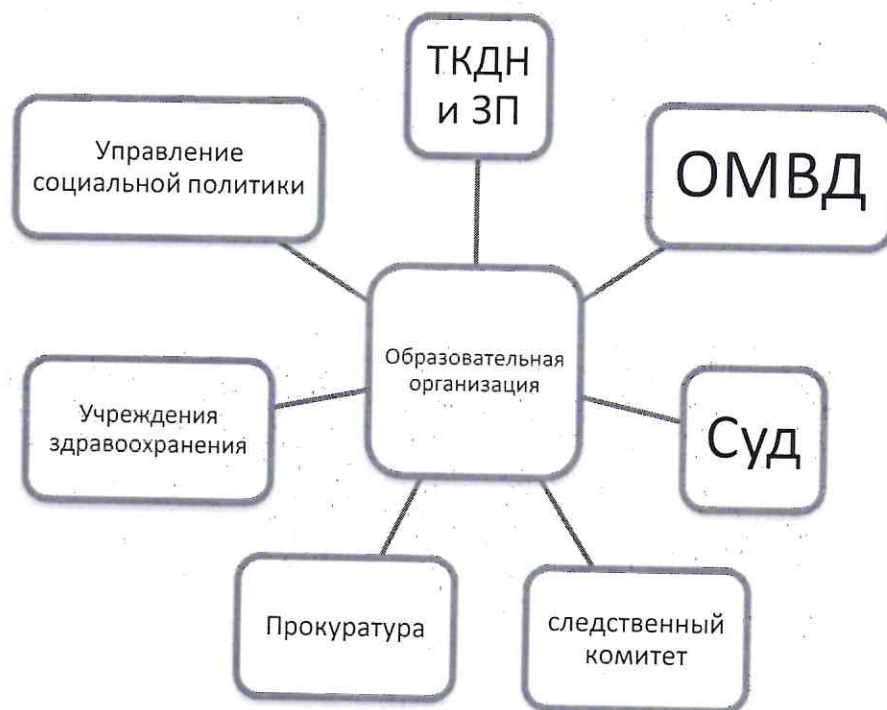 ТКДН
и ЗП
Управление
социальной политики
ОМВД
Образовательная
организация
Учреждения
здравоохранения
Суд
Прокуратура
следственный
комитет